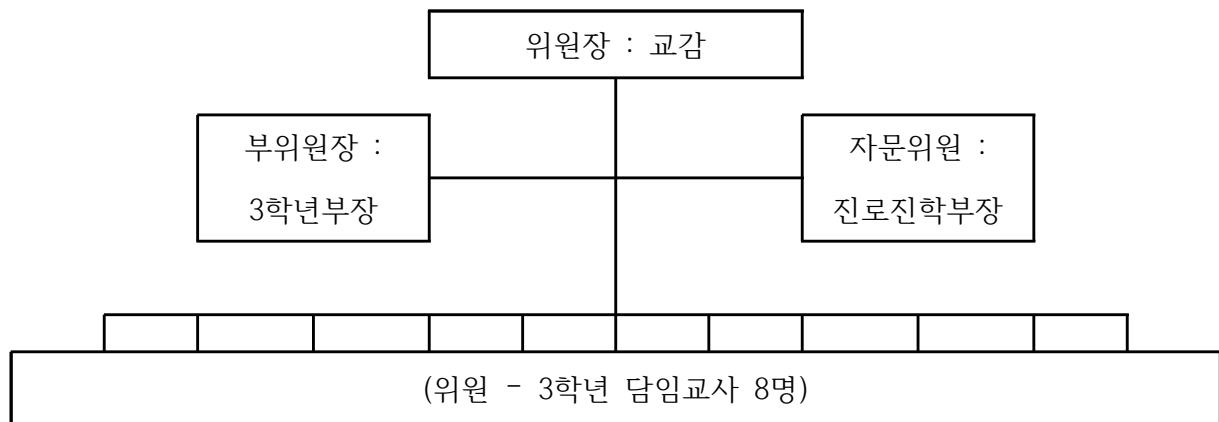 위원장 : 교감
부위원장 :
3학년부장
자문위원 :
진로진학부장
(위원 - 3학년 담임교사 8명)